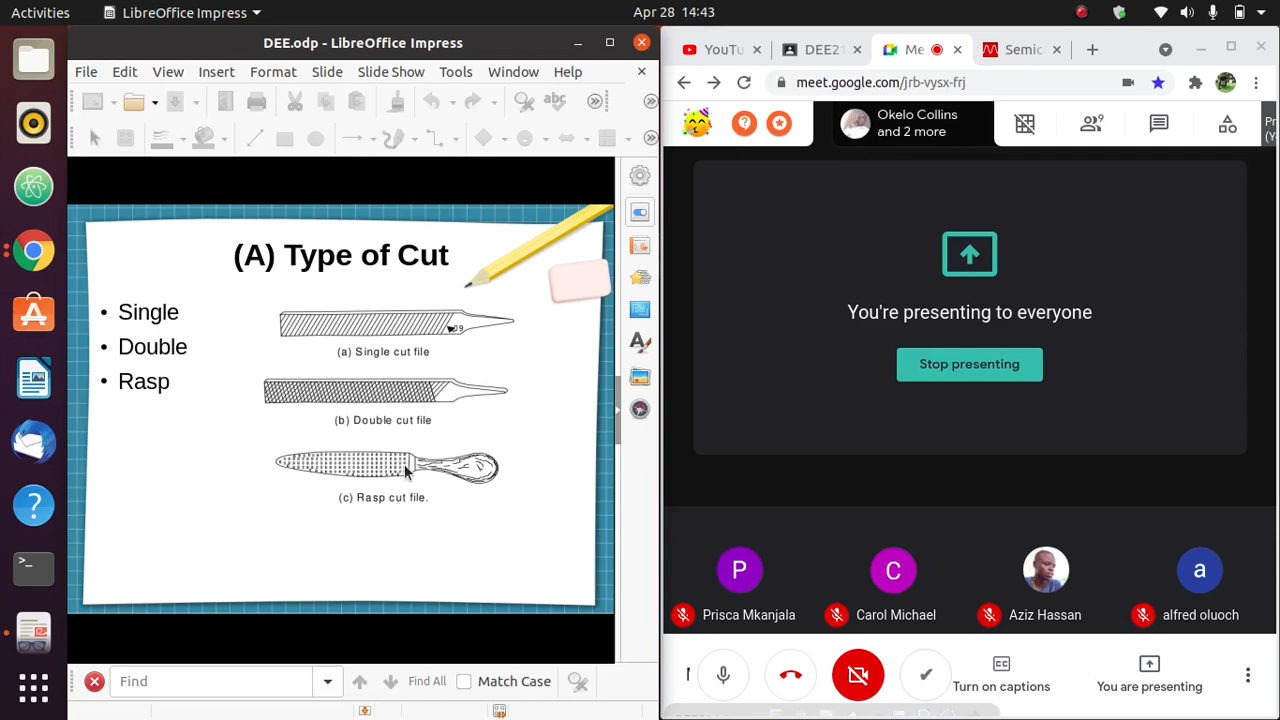 Activities LibreOffice Impress Apr 28 14:43
DEE.odp - LibreOffice Impress
File Edit View Insert Format Slide Slide Show Tools Window Help
abc
(A) Type of Cut
• Single
• Double
• Rasp
(a) Single cut file
(b) Double cut file
(c) Rasp cut file.
Find
Find All
Match Case
YouTu
DEE21
Me
Semic
meet.google.com/jrb-vysx-frj
Okelo Collins
and 2 more
9
You're presenting to everyone
Stop presenting
P
C
a
Prisca Mkanjala
Carol Michael
Aziz Hassan
alfred oluoch
Turn on captions
You are presenting